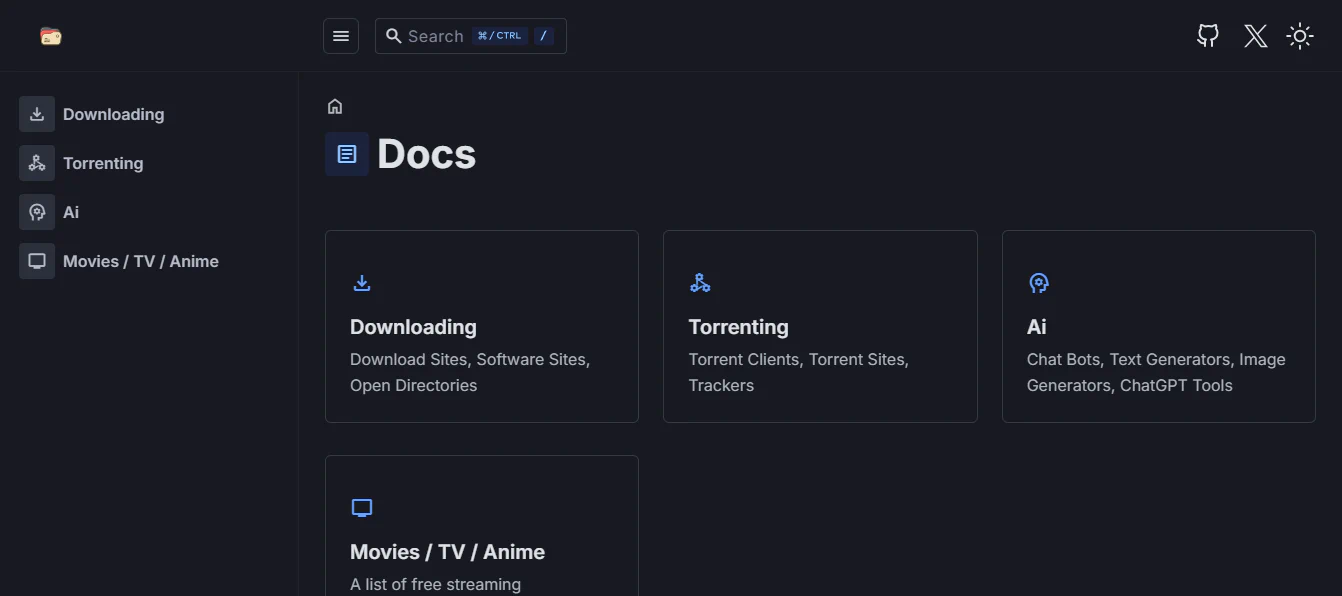 Search ⌘/CTRL /
Downloading
Torrenting
Ai
Movies / TV / Anime
Docs
Downloading
Download Sites, Software Sites,
Open Directories
Torrenting
Torrent Clients, Torrent Sites,
Trackers
Ai
Chat Bots, Text Generators, Image
Generators, ChatGPT Tools
Movies / TV / Anime
A list of free streaming